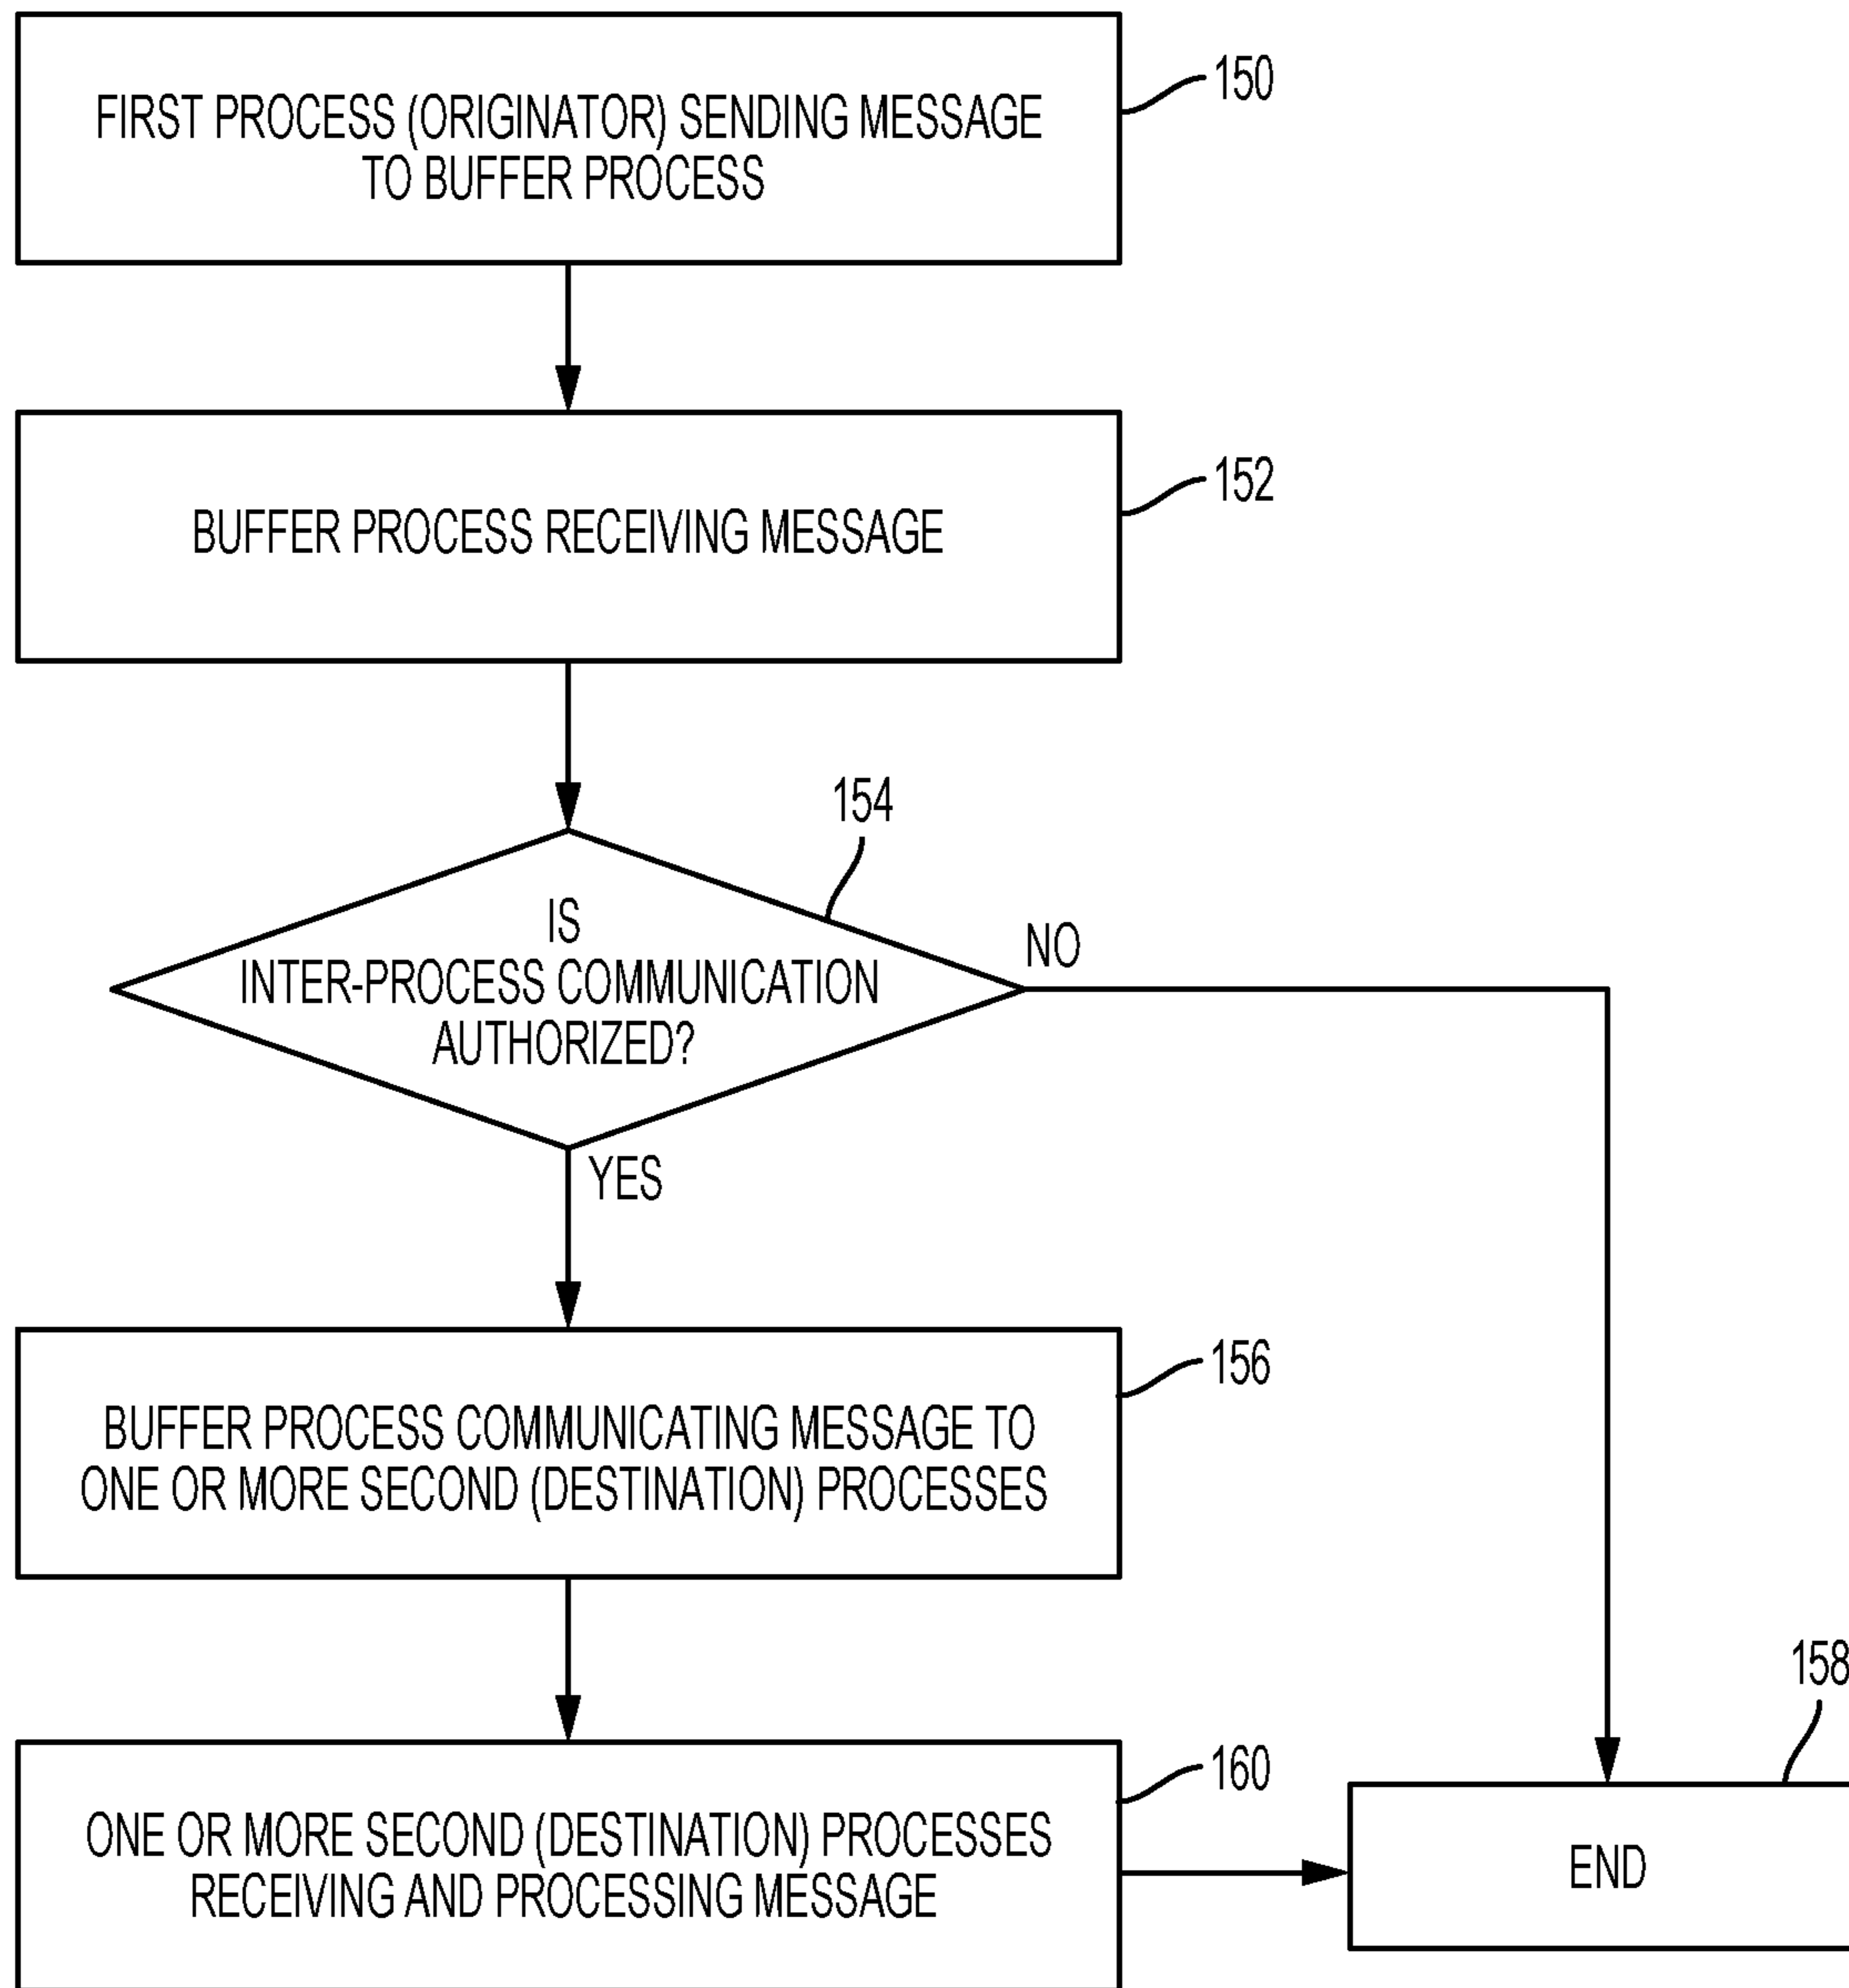 FIRST PROCESS (ORIGINATOR) SENDING MESSAGE
TO BUFFER PROCESS
150
BUFFER PROCESS RECEIVING MESSAGE
152
154
IS
INTER-PROCESS COMMUNICATION
AUTHORIZED?
NO
YES
BUFFER PROCESS COMMUNICATING MESSAGE TO
ONE OR MORE SECOND (DESTINATION) PROCESSES
156
ONE OR MORE SECOND (DESTINATION) PROCESSES
RECEIVING AND PROCESSING MESSAGE
160
158
END